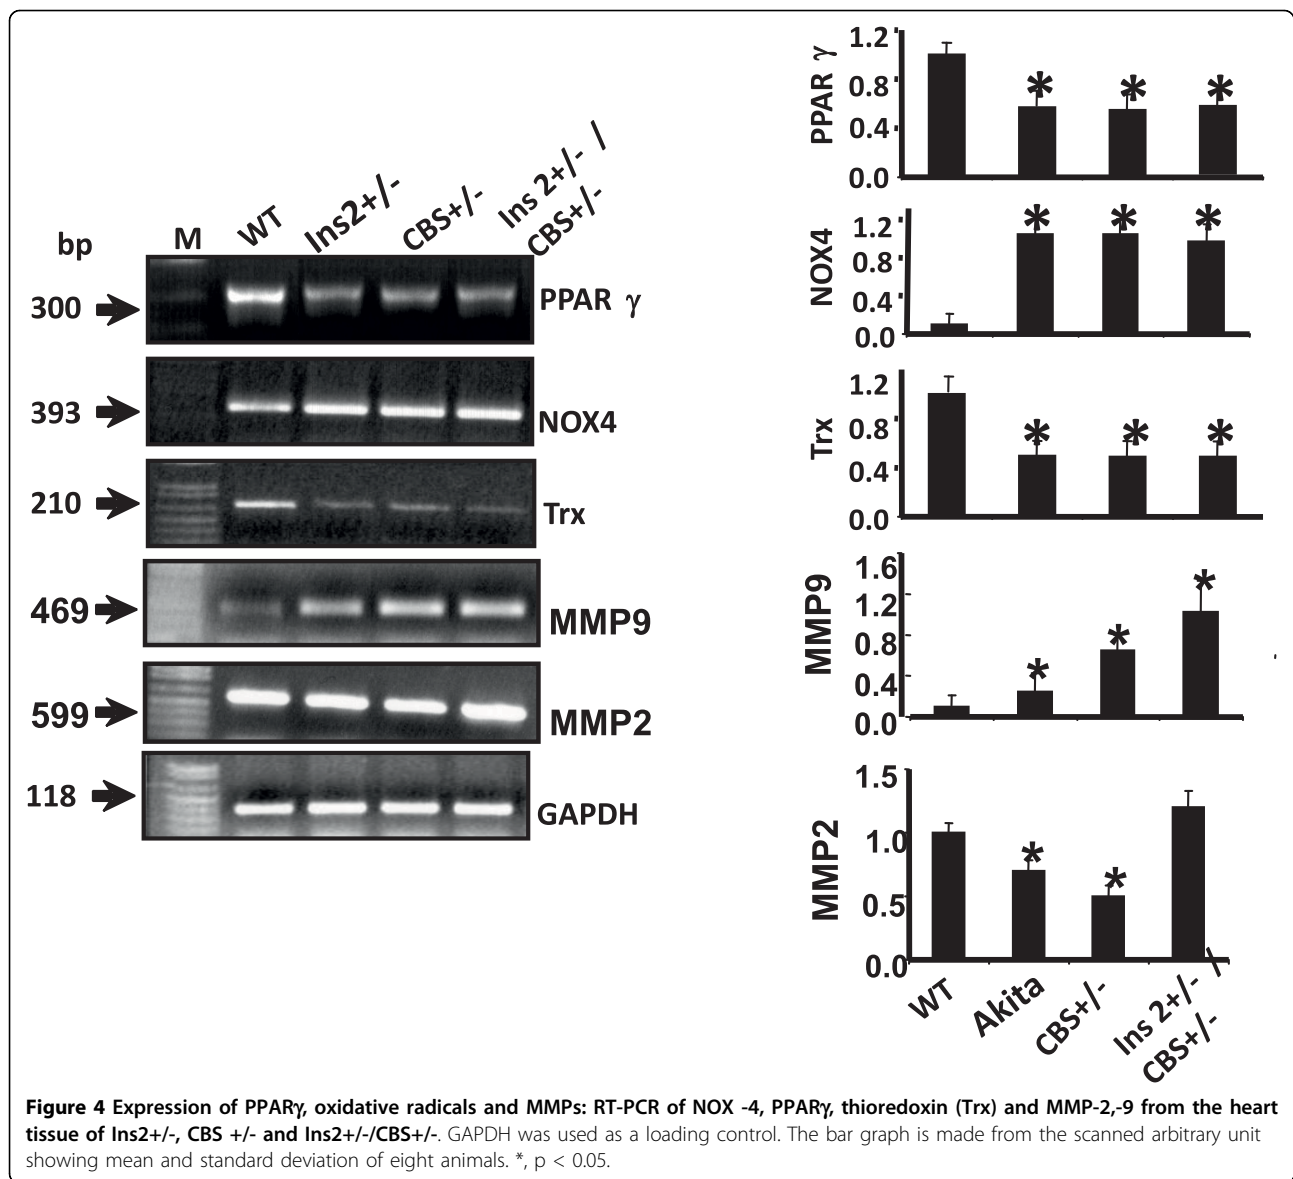 bp
M
WT
Ins2+/-
CBS+/-
Ins 2+/- /
CBS+/-
300
PPAR γ
393
NOX4
210
Trx
469
MMP9
599
MMP2
118
GAPDH
PPAR γ
1.2
0.8
0.4
0.0
* * *
NOX4
1.2
0.8
0.4
0.0
* * *
Trx
1.2
0.8
0.4
0.0
* * *
MMP9
1.6
1.2
0.8
0.4
0.0
* * *
MMP2
1.5
1.0
0.5
0.0
* *
WT
Akita
CBS+/-
Ins 2+/- /
CBS+/-
Figure 4 Expression of PPARγ, oxidative radicals and MMPs: RT-PCR of NOX -4, PPARγ, thioredoxin (Trx) and MMP-2,-9 from the heart
tissue of Ins2+/-, CBS +/- and Ins2+/-/CBS+/-. GAPDH was used as a loading control. The bar graph is made from the scanned arbitrary unit
showing mean and standard deviation of eight animals. *, p < 0.05.